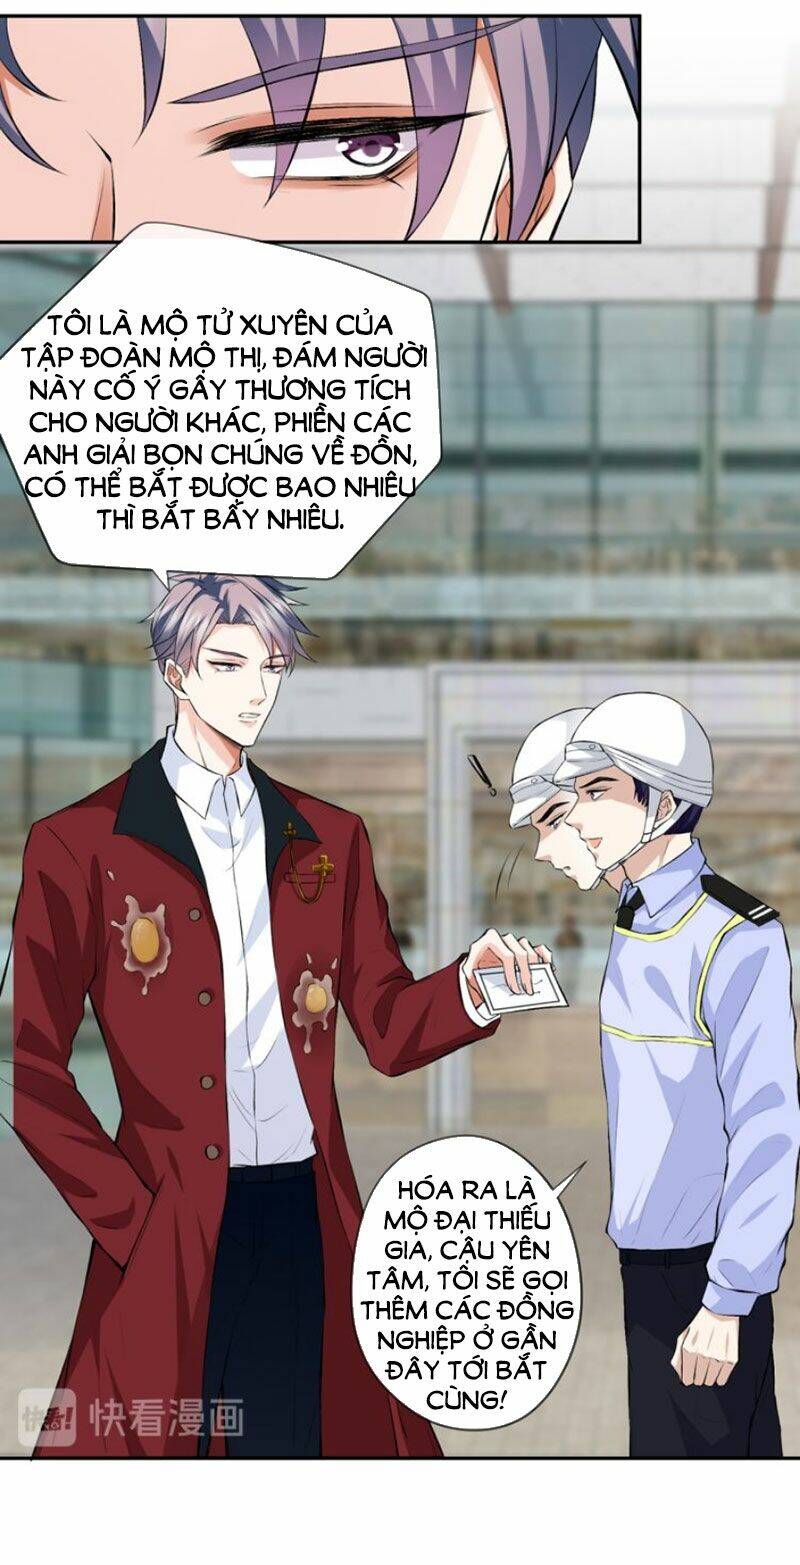 TÔI LÀ MỘ TỬ XUYÊN CỦA
TẬP ĐOÀN MỘ THỊ, ĐÁM NGƯỜI
NÀY CỐ Ý GÂY THƯƠNG TÍCH
CHO NGƯỜI KHÁC, PHIỀN CÁC
ANH GIẢI BỌN CHÚNG VỀ ĐỒN,
CÓ THỂ BẮT ĐƯỢC BAO NHIÊU
THÌ BẮT BẤY NHIÊU.
!
HÓA RA LÀ
MỘ ĐẠI THIẾU
GIA, CẬU YÊN
TÂM, TÔI SẼ GỌI
THÊM CÁC ĐỒNG
NGHIỆP Ở GẦN
ĐÂY TỚI BẮT
CÙNG!
快看! 快看漫画